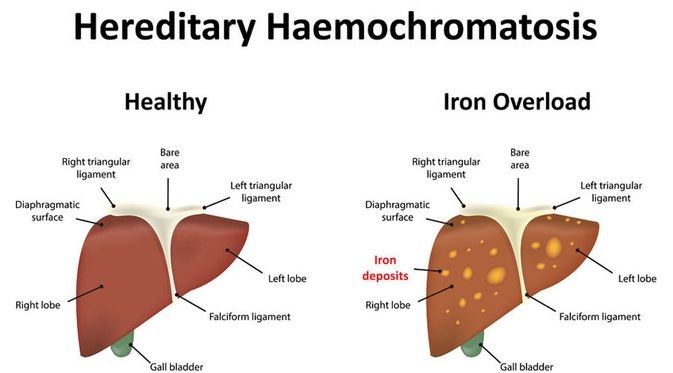 Hereditary Haemochromatosis
Healthy
Right triangular
ligament
Bare
area
Left triangular
ligament
Diaphragmatic
surface
Left lobe
Right lobe
Falciform ligament
Gall bladder
Iron Overload
Right triangular
ligament
Bare
area
Left triangular
ligament
Diaphragmatic
surface
Iron
deposits
Left lobe
Right lobe
Falciform ligament
Gall bladder